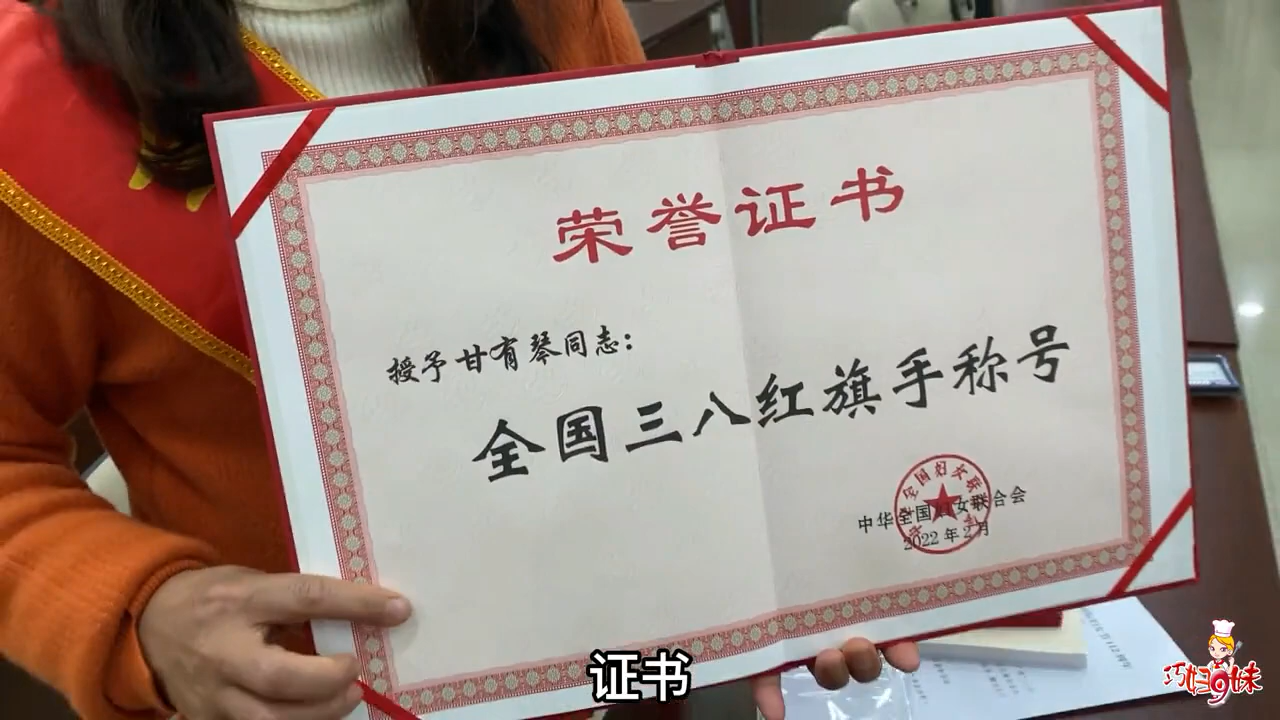 荣誉证书
授予甘有琴同志：
全国三八红旗手称号
中华全国妇女联合会
2022年2月
证书
巧妇9妹